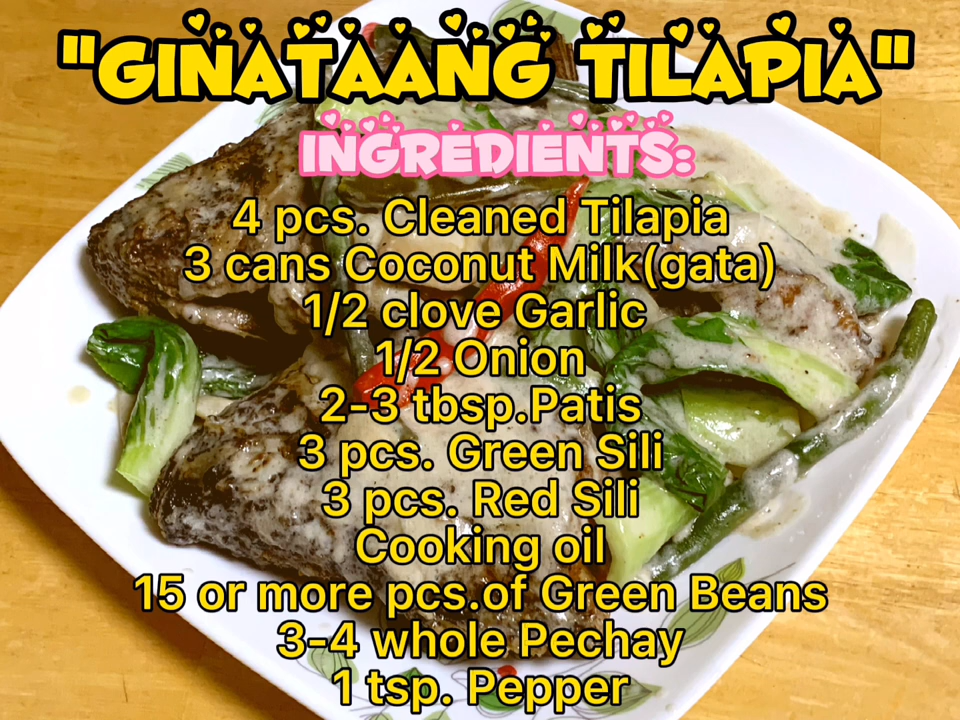 "GINATAANG TILAPIA"
INGREDIENTS:
4 pcs. Cleaned Tilapia
3 cans Coconut Milk(gata)
1/2 clove Garlic
1/2 Onion
2-3 tbsp.Patis
3 pcs. Green Sili
3 pcs. Red Sili
Cooking oil
15 or more pcs.of Green Beans
3-4 whole Pechay
1 tsp. Pepper